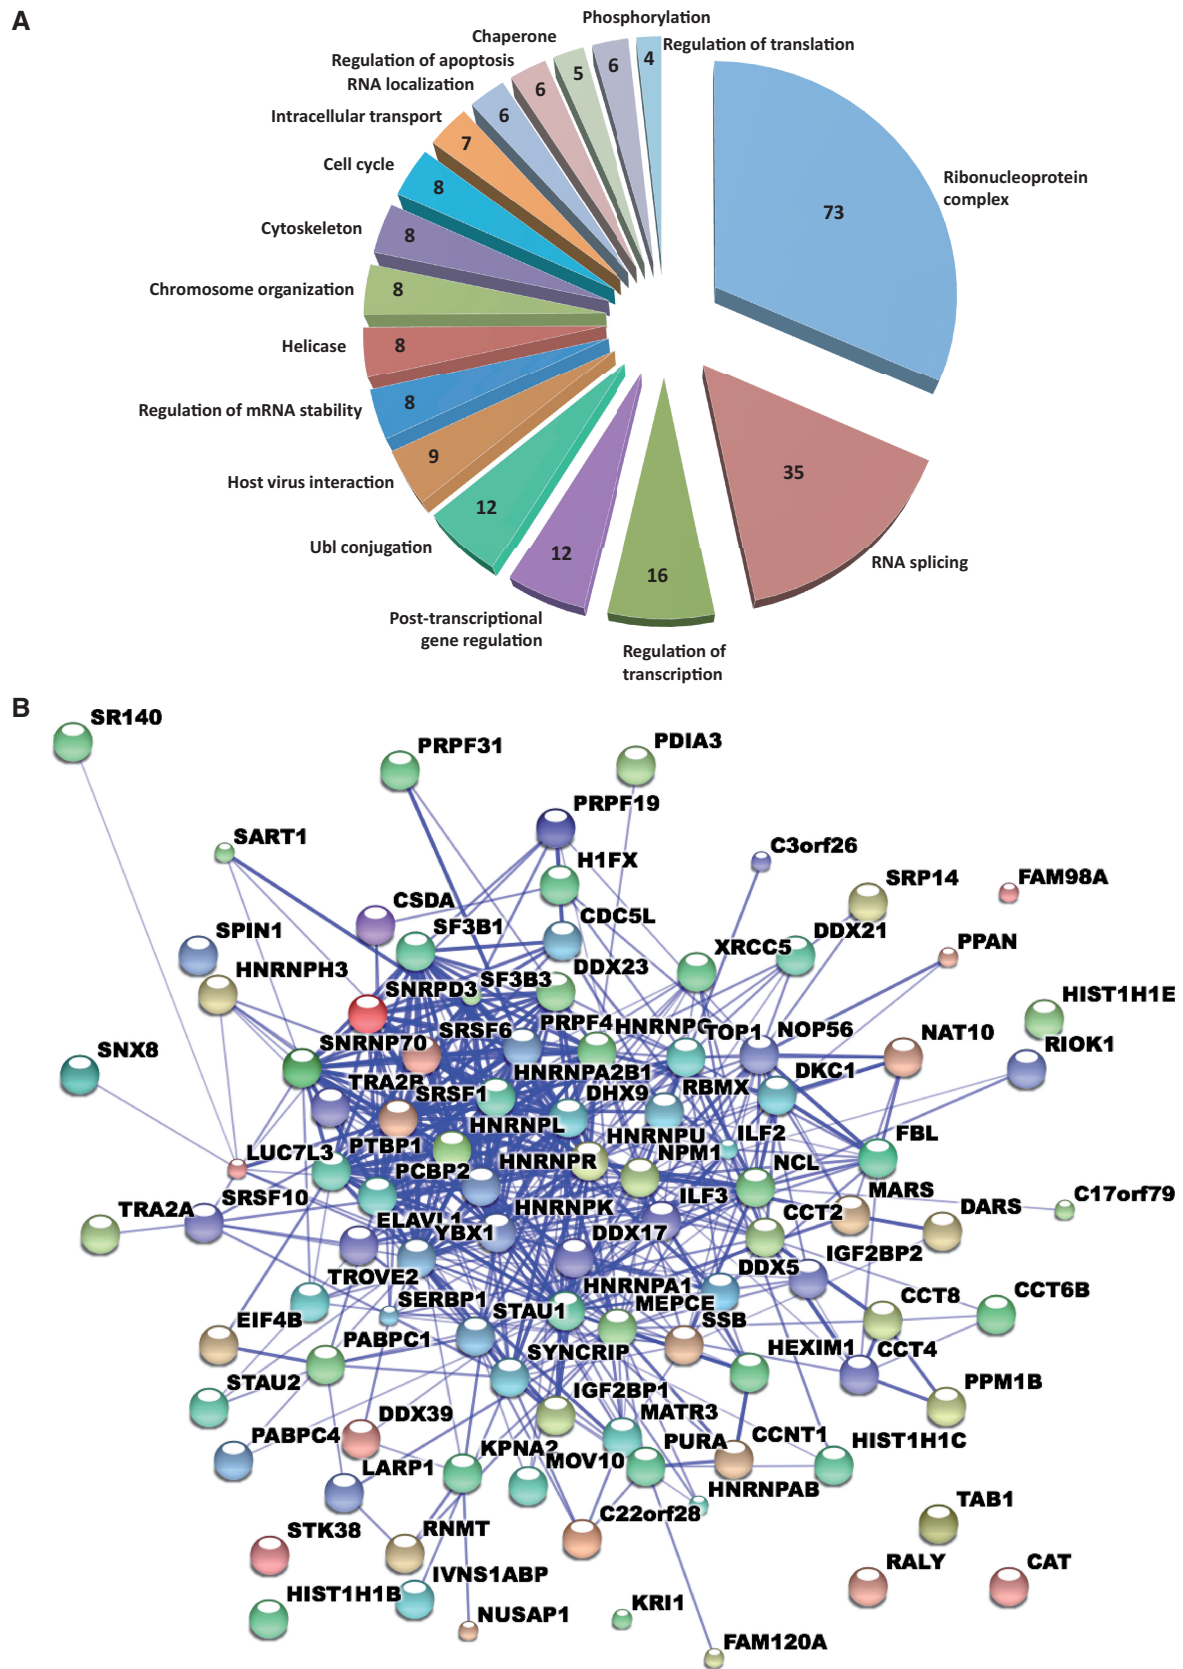 A
Phosphorylation
Chaperone
Regulation of translation
Regulation of apoptosis
RNA localization
Intracellular transport
Cell cycle
Cytoskeleton
Chromosome organization
Helicase
Regulation of mRNA stability
Host virus interaction
Ubl conjugation
Post-transcriptional
gene regulation
Regulation of
transcription
RNA splicing
Ribonucleoprotein
complex
4
6
5
6
6
7
8
8
8
8
8
9
12
12
16
35
73
B
SR140
PRPF31
PDIA3
PRPF19
SART1
C3orf26
H1FX
SRP14
FAM98A
CSDA
CDC5L
SF3B1
DDX21
SPIN1
XRCC5
PPAN
HNRNPH3
DDX23
SF3B3
SNRPD3
HIST1H1E
SRSF6
PRPF4
HNRNPC
TOP1
NOP56
NAT10
SNX8
SNRNP70
RIOK1
HNRNPA2B1
DKC1
TRA2B
SRSF1
DHX9
RBMX
HNRNPL
HNRNPU
ILF2
FBL
LUC7L3
PTBP1
PCBP2
HNRNPR
NPM1
NCL
MARS
C17orf79
SRSF10
ILF3
TRA2A
HNRNPK
CCT2
DARS
ELAVL1
YBX1
DDX17
IGF2BP2
TROVE2
DDX5
HNRNPA1
SERBP1
STAU1
MEPCE
CCT8
CCT6B
EIF4B
SSB
PABPC1
SYNCRIP
HEXIM1
CCT4
STAU2
IGF2BP1
PPM1B
DDX39
MATR3
PABPC4
KPNA2
PURA
CCNT1
HIST1H1C
LARP1
MOV10
HNRNPAB
TAB1
STK38
RNMT
C22orf28
RALY
CAT
HIST1H1B
IVNS1ABP
NUSAP1
KRI1
FAM120A